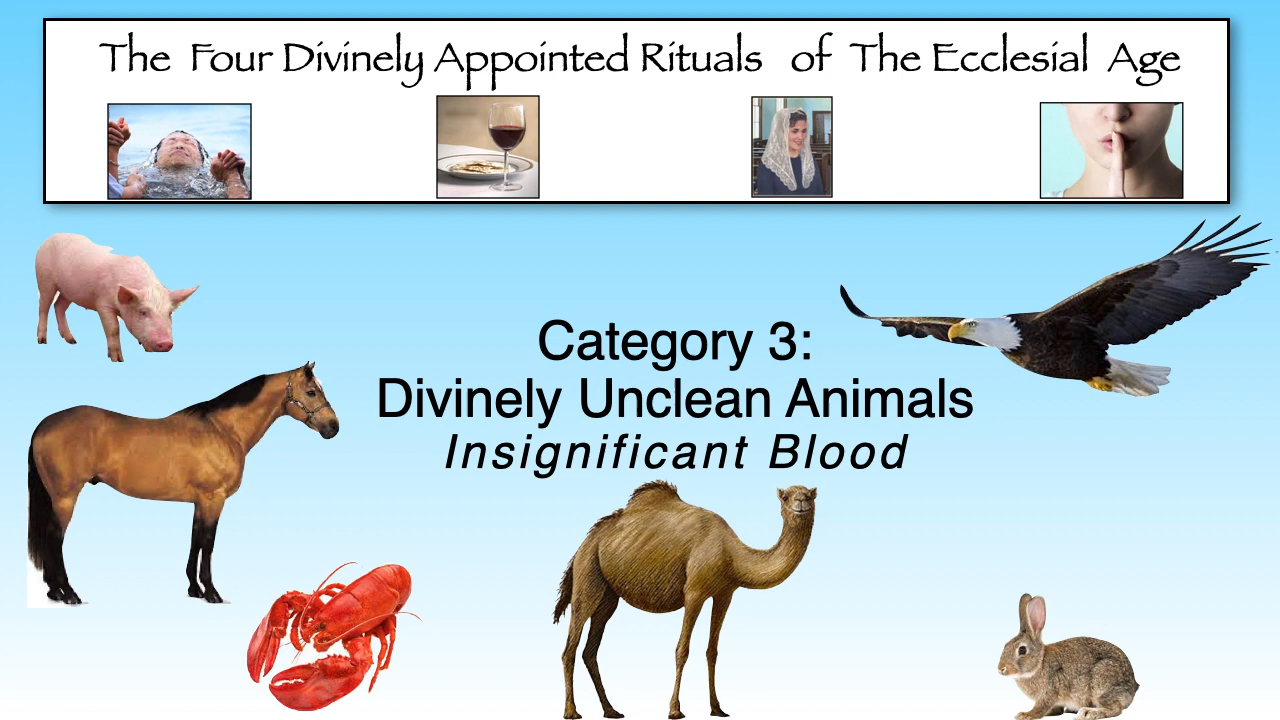 The Four Divinely Appointed Rituals of The Ecclesial Age
Category 3:
Divinely Unclean Animals
Insignificant Blood